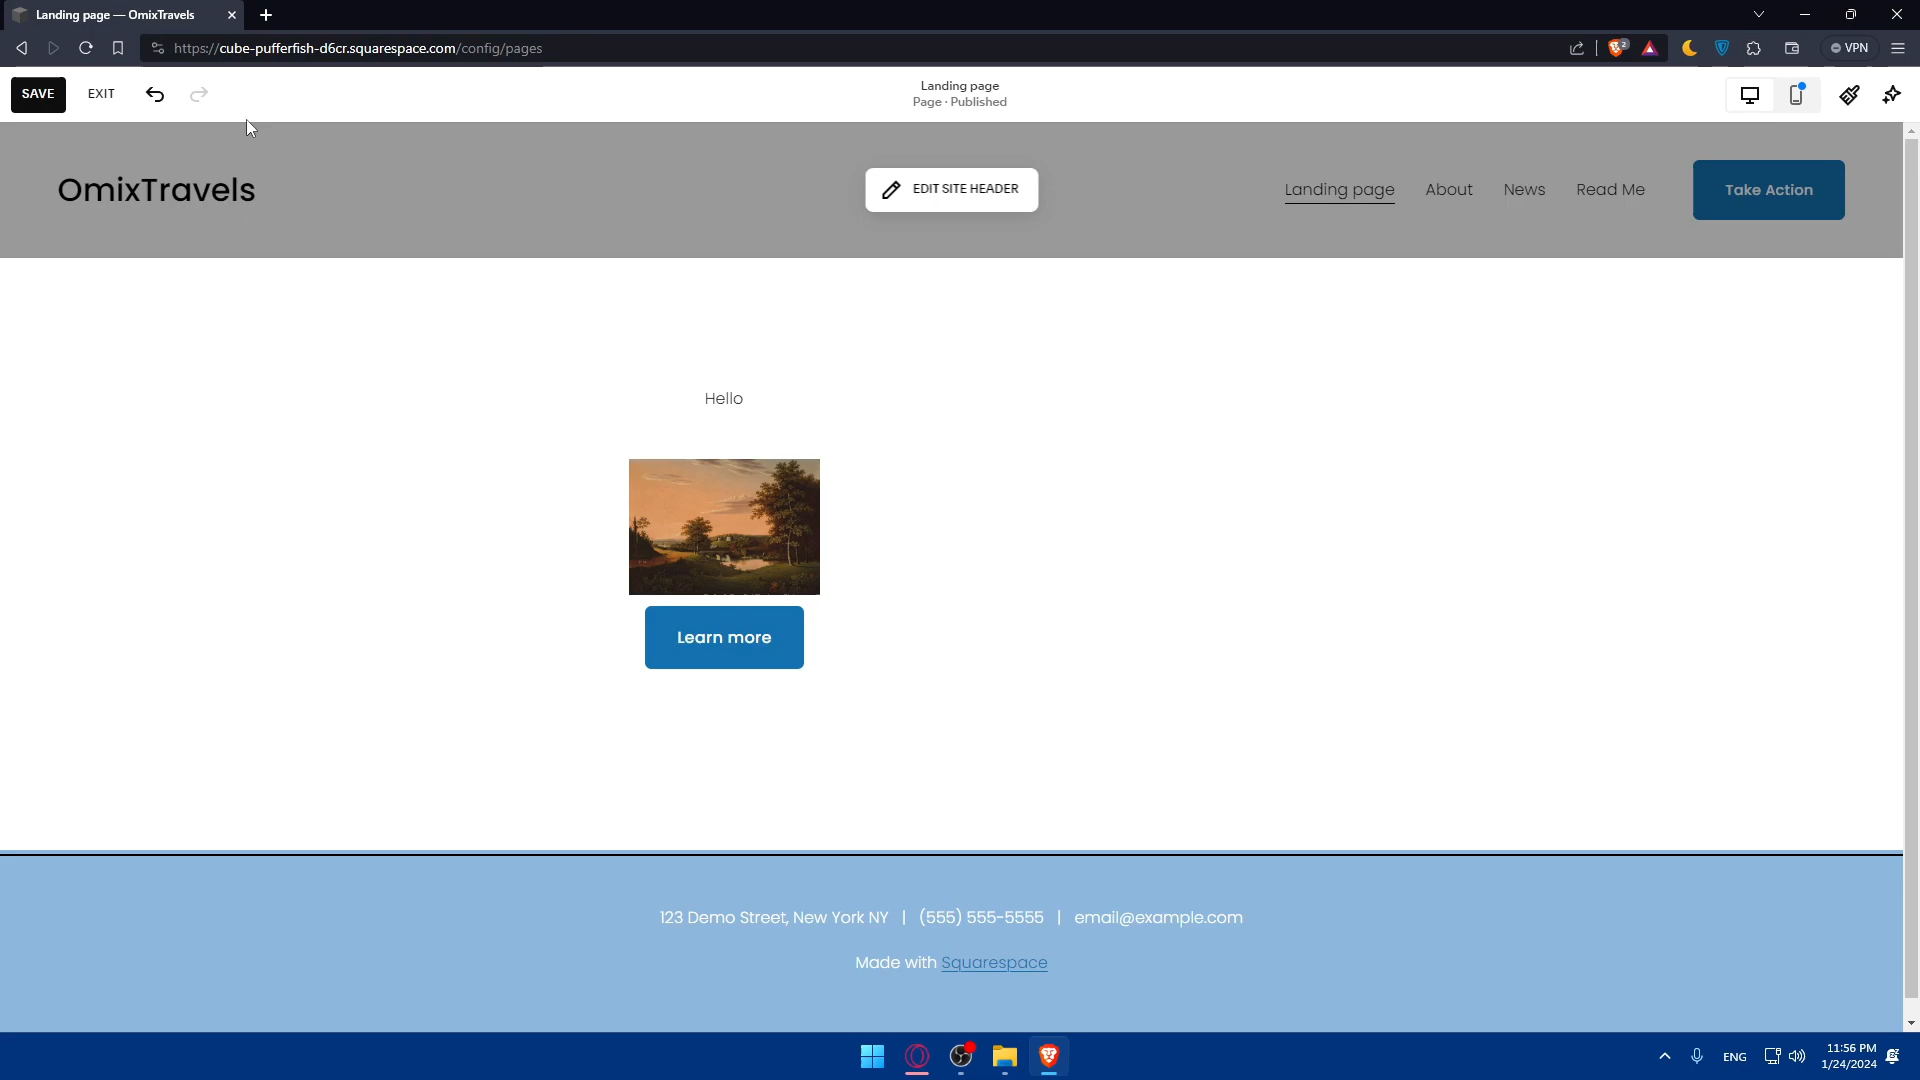 Landing page — OmixTravels
https://cube-pufferfish-d6cr.squarespace.com/config/pages
2
VPN
SAVE
EXIT
Landing page
Page · Published
OmixTravels
EDIT SITE HEADER
Landing page
About
News
Read Me
Take Action
Hello
Learn more
123 Demo Street, New York NY | (555) 555-5555 | email@example.com
Made with Squarespace
ENG
11:56 PM
1/24/2024